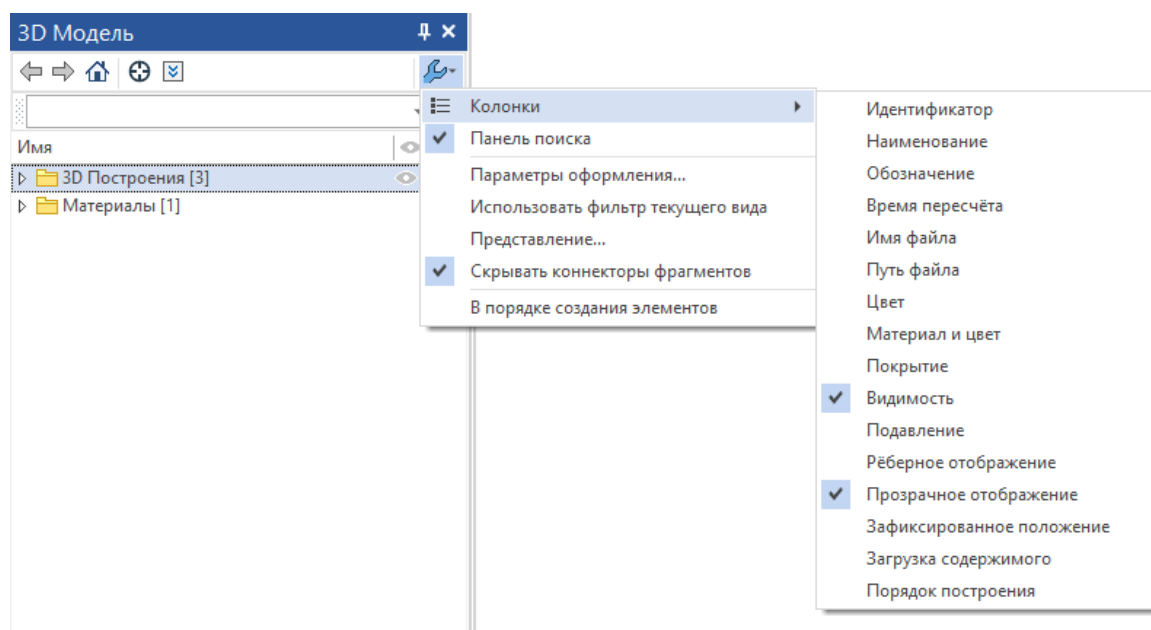 3D Модель
Имя
3D Построения [3]
Материалы [1]
Колонки
Панель поиска
Параметры оформления...
Использовать фильтр текущего вида
Представление...
Скрывать коннекторы фрагментов
В порядке создания элементов
Идентификатор
Наименование
Обозначение
Время пересчёта
Имя файла
Путь файла
Цвет
Материал и цвет
Покрытие
Видимость
Подавление
Рёберное отображение
Прозрачное отображение
Зафиксированное положение
Загрузка содержимого
Порядок построения